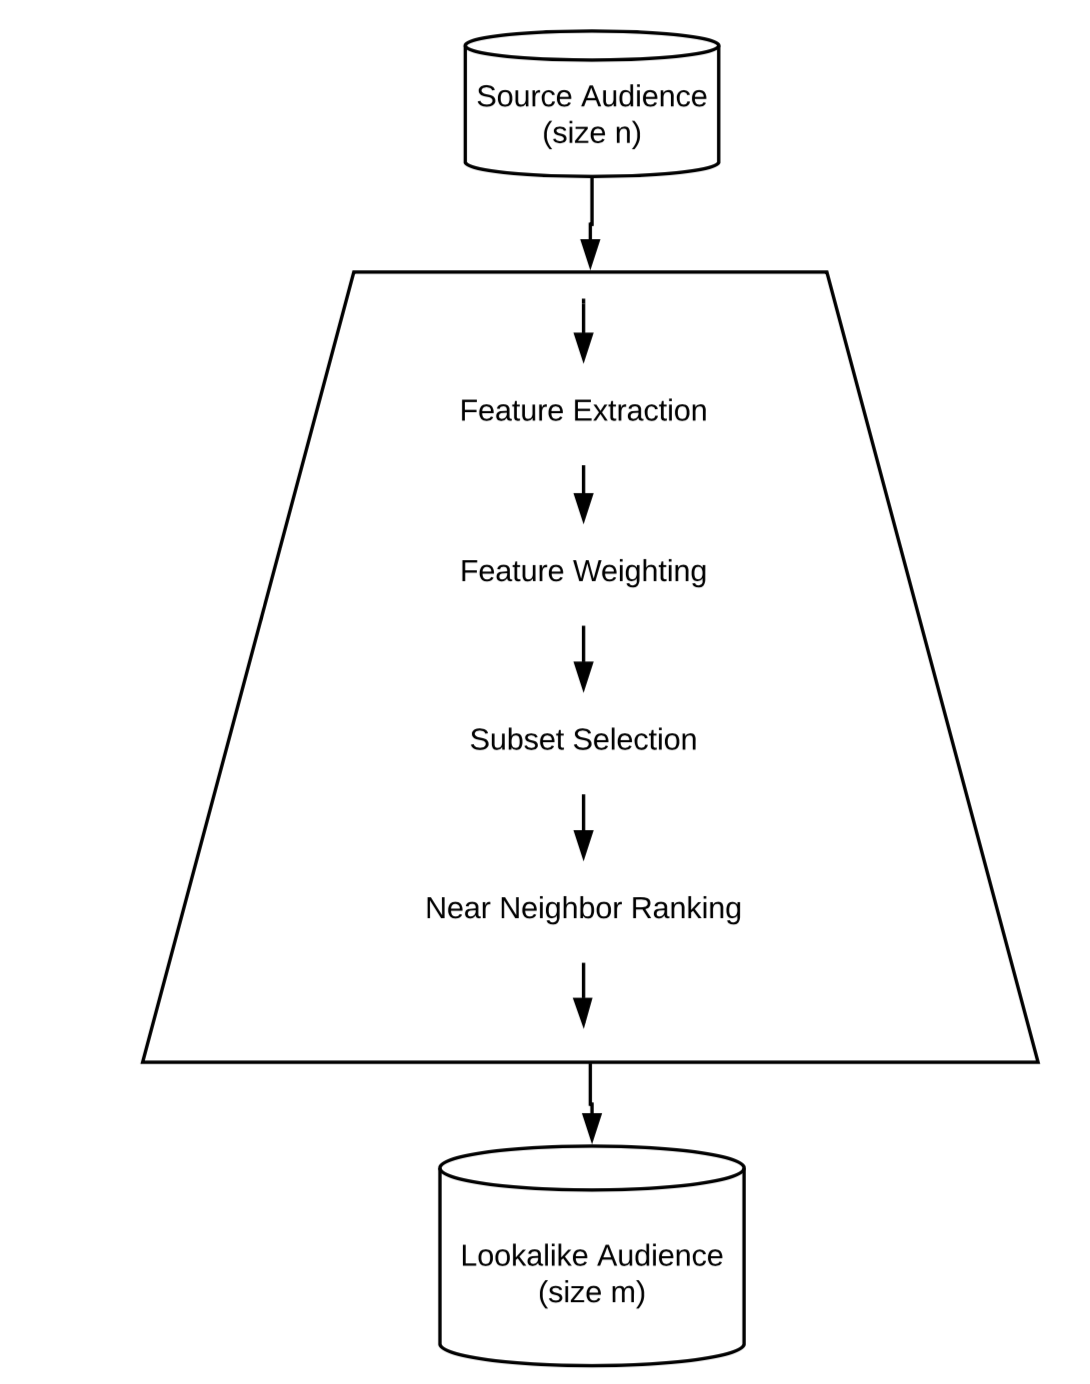 Source Audience
(size n)
Feature Extraction
Feature Weighting
Subset Selection
Near Neighbor Ranking
Lookalike Audience
(size m)